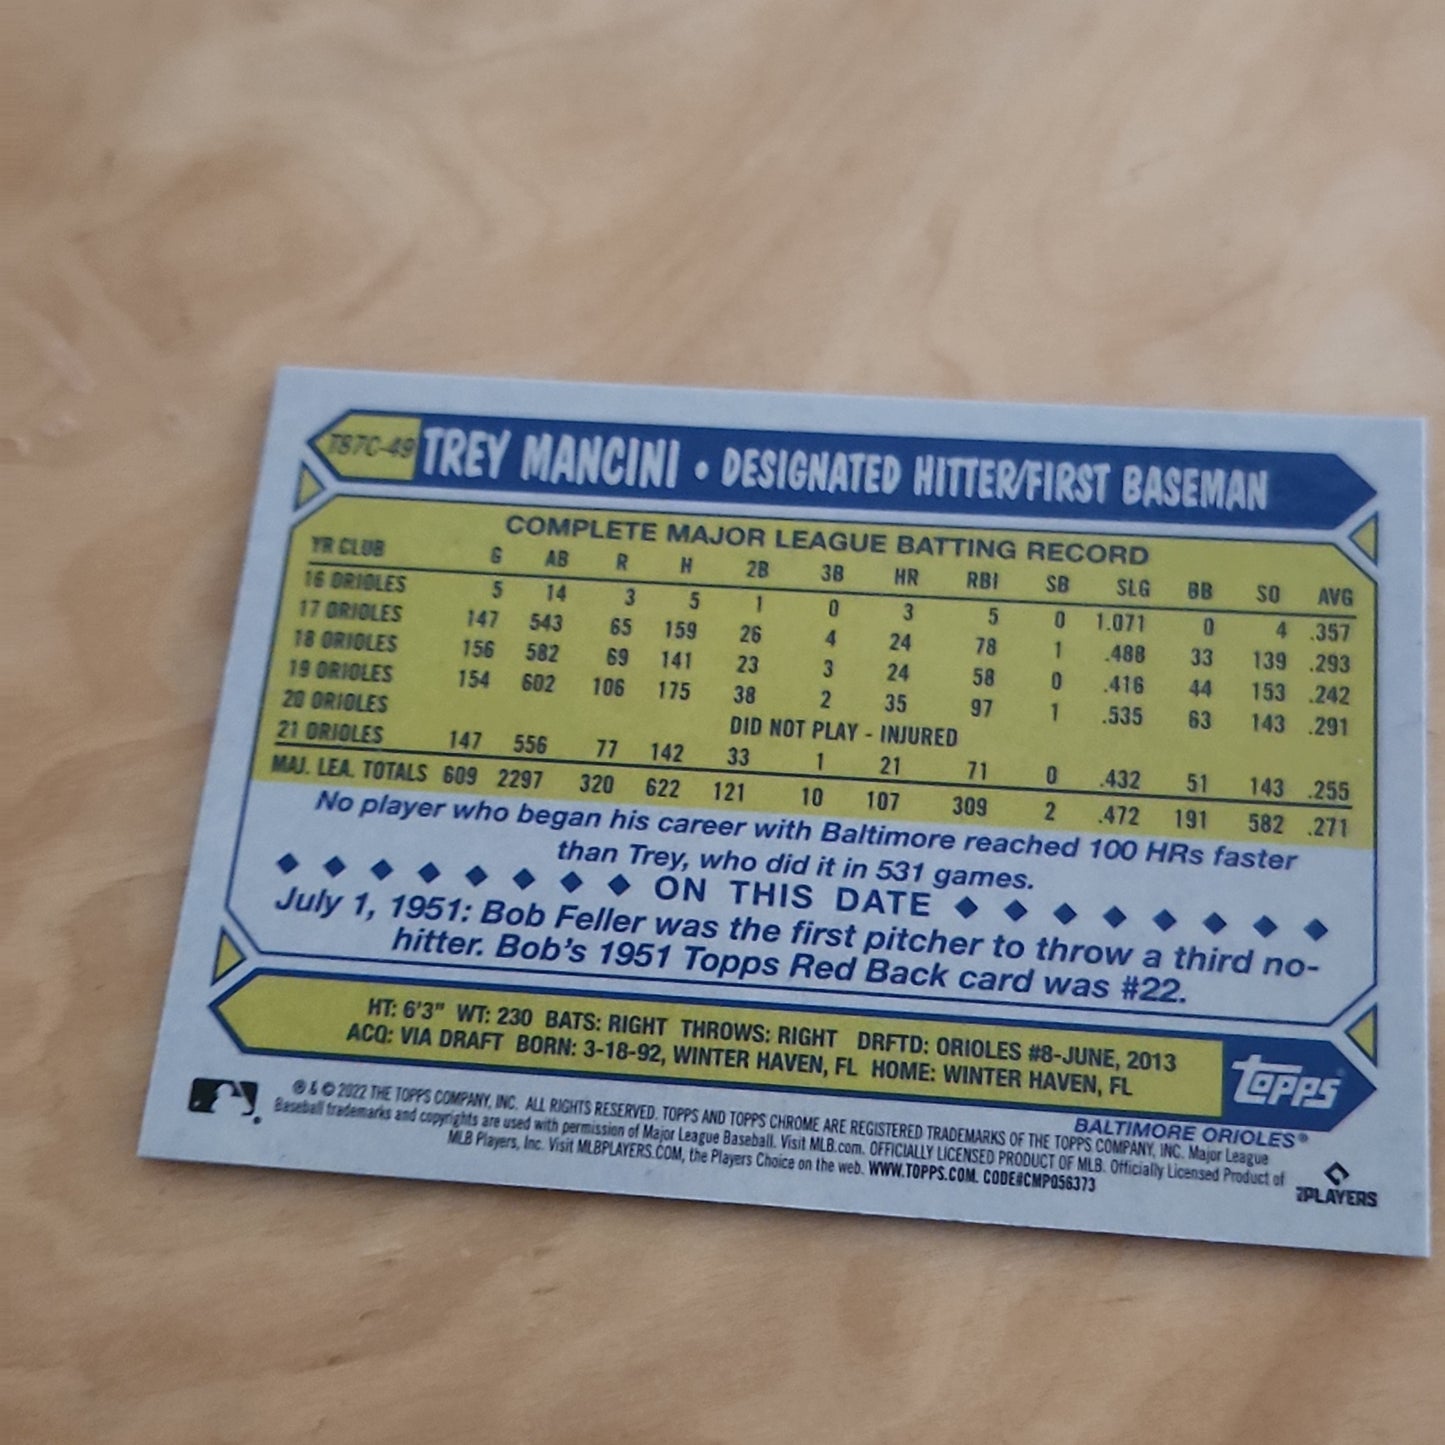 T87C-49 TREY MANCINI • DESIGNATED HITTER/FIRST BASEMAN
COMPLETE MAJOR LEAGUE BATTING RECORD
YR CLUB G AB R H 2B 3B HR RBI SB SLG BB SO AVG
16 ORIOLES 5 14 3 5 1 0 3 5 0 1.071 0 4 .357
17 ORIOLES 147 543 65 159 26 4 24 78 1 .488 33 139 .293
18 ORIOLES 156 582 69 141 23 3 24 58 0 .416 44 153 .242
19 ORIOLES 154 602 106 175 38 2 35 97 1 .535 63 143 .291
20 ORIOLES DID NOT PLAY - INJURED
21 ORIOLES 147 556 77 142 33 1 21 71 0 .432 51 143 .255
MAJ. LEA. TOTALS 609 2297 320 622 121 10 107 309 2 .472 191 582 .271
No player who began his career with Baltimore reached 100 HRs faster
than Trey, who did it in 531 games.
ON THIS DATE
July 1, 1951: Bob Feller was the first pitcher to throw a third no-
hitter. Bob's 1951 Topps Red Back card was #22.
HT: 6'3" WT: 230 BATS: RIGHT THROWS: RIGHT DRFTD: ORIOLES #8-JUNE, 2013
ACQ: VIA DRAFT BORN: 3-18-92, WINTER HAVEN, FL HOME: WINTER HAVEN, FL
topps
BALTIMORE ORIOLES®
® & © 2022 THE TOPPS COMPANY, INC. ALL RIGHTS RESERVED. TOPPS AND TOPPS CHROME ARE REGISTERED TRADEMARKS OF THE TOPPS COMPANY, INC. Major League
Baseball trademarks and copyrights are used with permission of Major League Baseball. Visit MLB.com. OFFICIALLY LICENSED PRODUCT OF MLB. Officially Licensed Product of
MLB Players, Inc. Visit MLBPLAYERS.COM, the Players Choice on the web. WWW.TOPPS.COM. CODE#CMP056373
PLAYERS